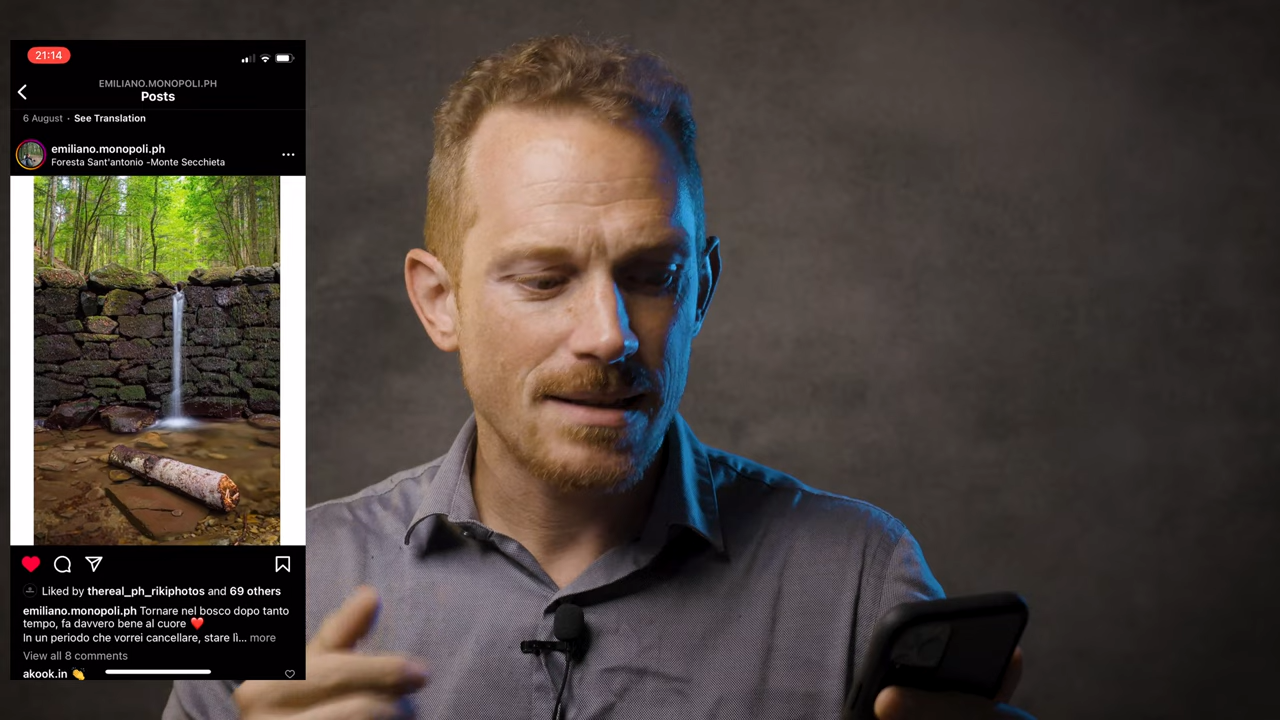 21:14
EMILIANO.MONOPOLI.PH
Posts
6 August · See Translation
emiliano.monopoli.ph
Foresta Sant'antonio -Monte Secchieta
Liked by thereal_ph_rikiphotos and 69 others
emiliano.monopoli.ph Tornare nel bosco dopo tanto
tempo, fa davvero bene al cuore ❤️
In un periodo che vorrei cancellare, stare lì... more
View all 8 comments
akook.in 👏